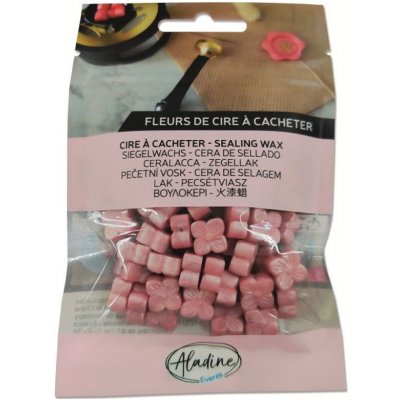 FLEURS DE CIRE À CACHETER
CIRE À CACHETER - SEALING WAX
SIEGELWACHS - CERA DE SELLADO
CERALACCA - ZEGELLAK
PEČETNÍ VOSK - CERA DE SELAGEM
LAK - PECSÉTVIASZ
ΒΟΥΛΟΚΕΡΙ - 火漆蜡
Aladine
Events